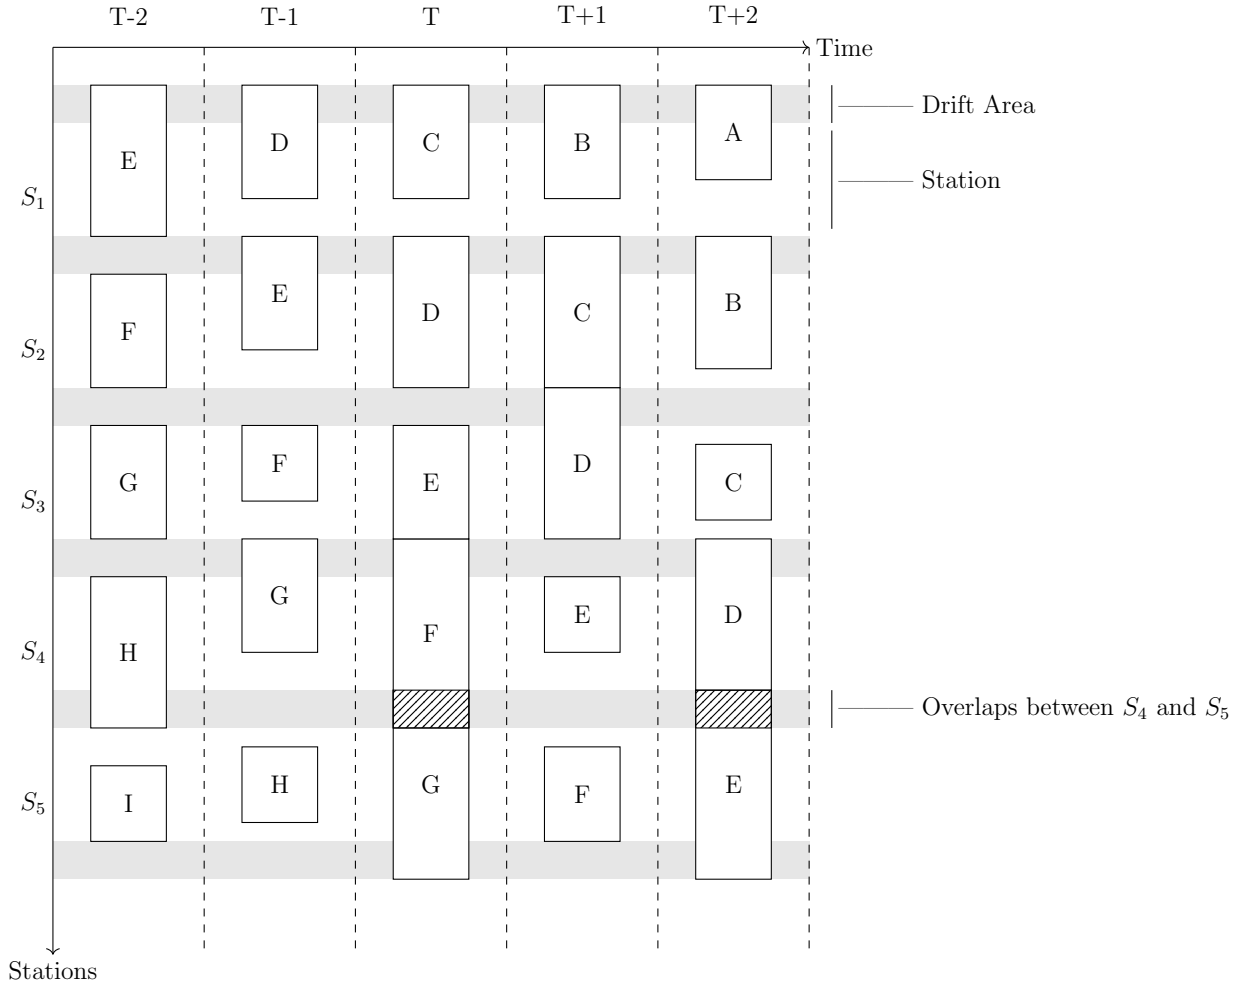 T-2 T-1 T T+1 T+2
Time
Drift Area
A
D C B
E
Station
S1
E
B
D C
F
S2
F D
G E C
S3
G
E D
F
H
S4
Overlaps between S4 and S5
H G E
F
I
S5
Stations